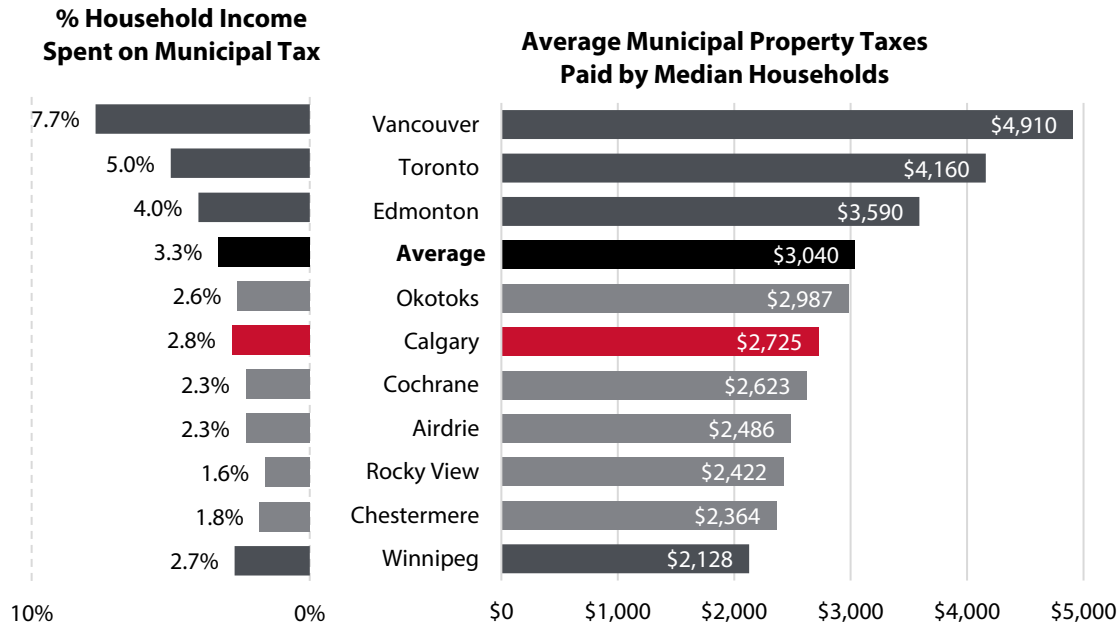 % Household Income
Spent on Municipal Tax
Average Municipal Property Taxes
Paid by Median Households
7.7% Vancouver $4,910
5.0% Toronto $4,160
4.0% Edmonton $3,590
3.3% Average $3,040
2.6% Okotoks $2,987
2.8% Calgary $2,725
2.3% Cochrane $2,623
2.3% Airdrie $2,486
1.6% Rocky View $2,422
1.8% Chestermere $2,364
2.7% Winnipeg $2,128
10% 0% $0 $1,000 $2,000 $3,000 $4,000 $5,000